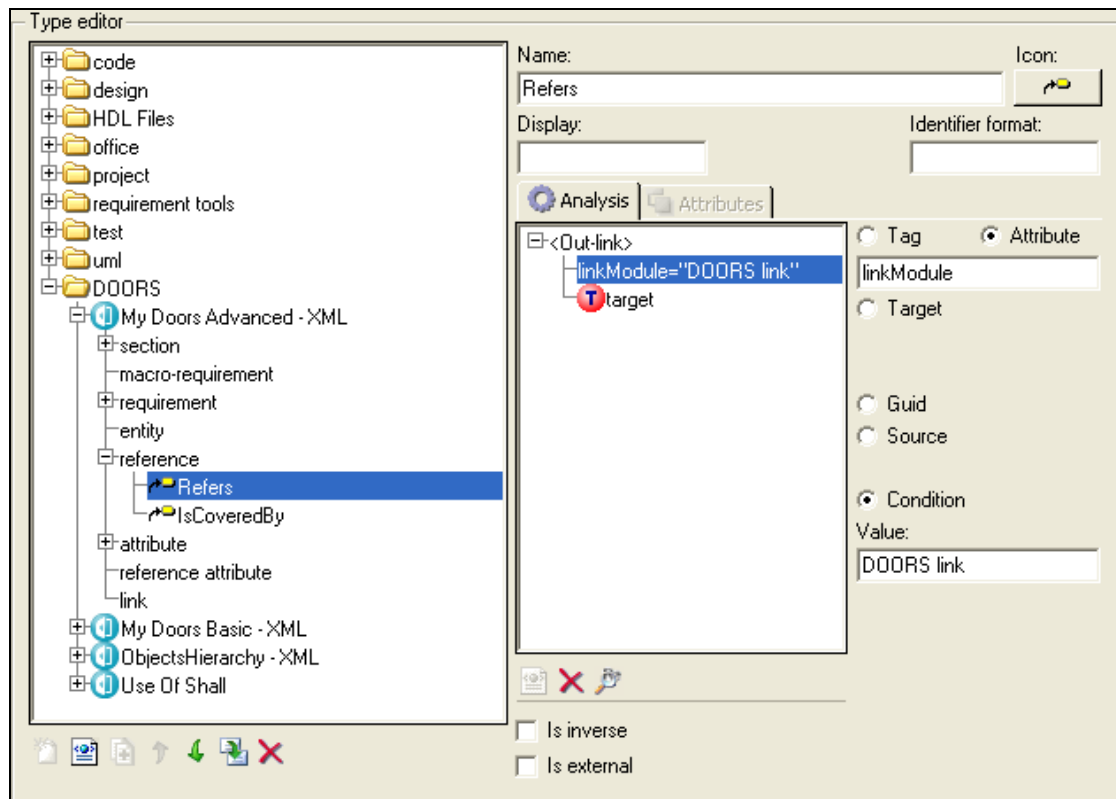 Type editor
code
design
HDL Files
office
project
requirement tools
test
uml
DOORS
My Doors Advanced - XML
section
macro-requirement
requirement
entity
reference
Refers
IsCoveredBy
attribute
reference attribute
link
My Doors Basic - XML
ObjectsHierarchy - XML
Use Of Shall
Name:
Icon:
Refers
Display:
Identifier format:
Analysis
Attributes
<Out-link>
linkModule="DOORS link"
T target
Tag
Attribute
linkModule
Target
Guid
Source
Condition
Value:
DOORS link
Is inverse
Is external